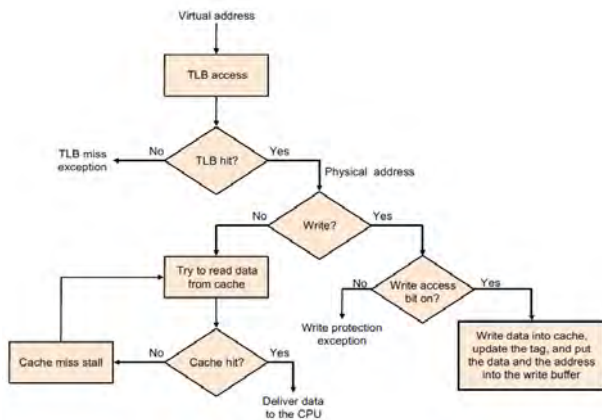 Virtual address
TLB access
TLB miss
exception
No
TLB hit?
Yes
Physical address
No
Write?
Yes
Try to read data
from cache
No
Write access
bit on?
Yes
Write protection
exception
Write data into cache,
update the tag, and put
the data and the address
into the write buffer
Cache miss stall
No
Cache hit?
Yes
Deliver data
to the CPU